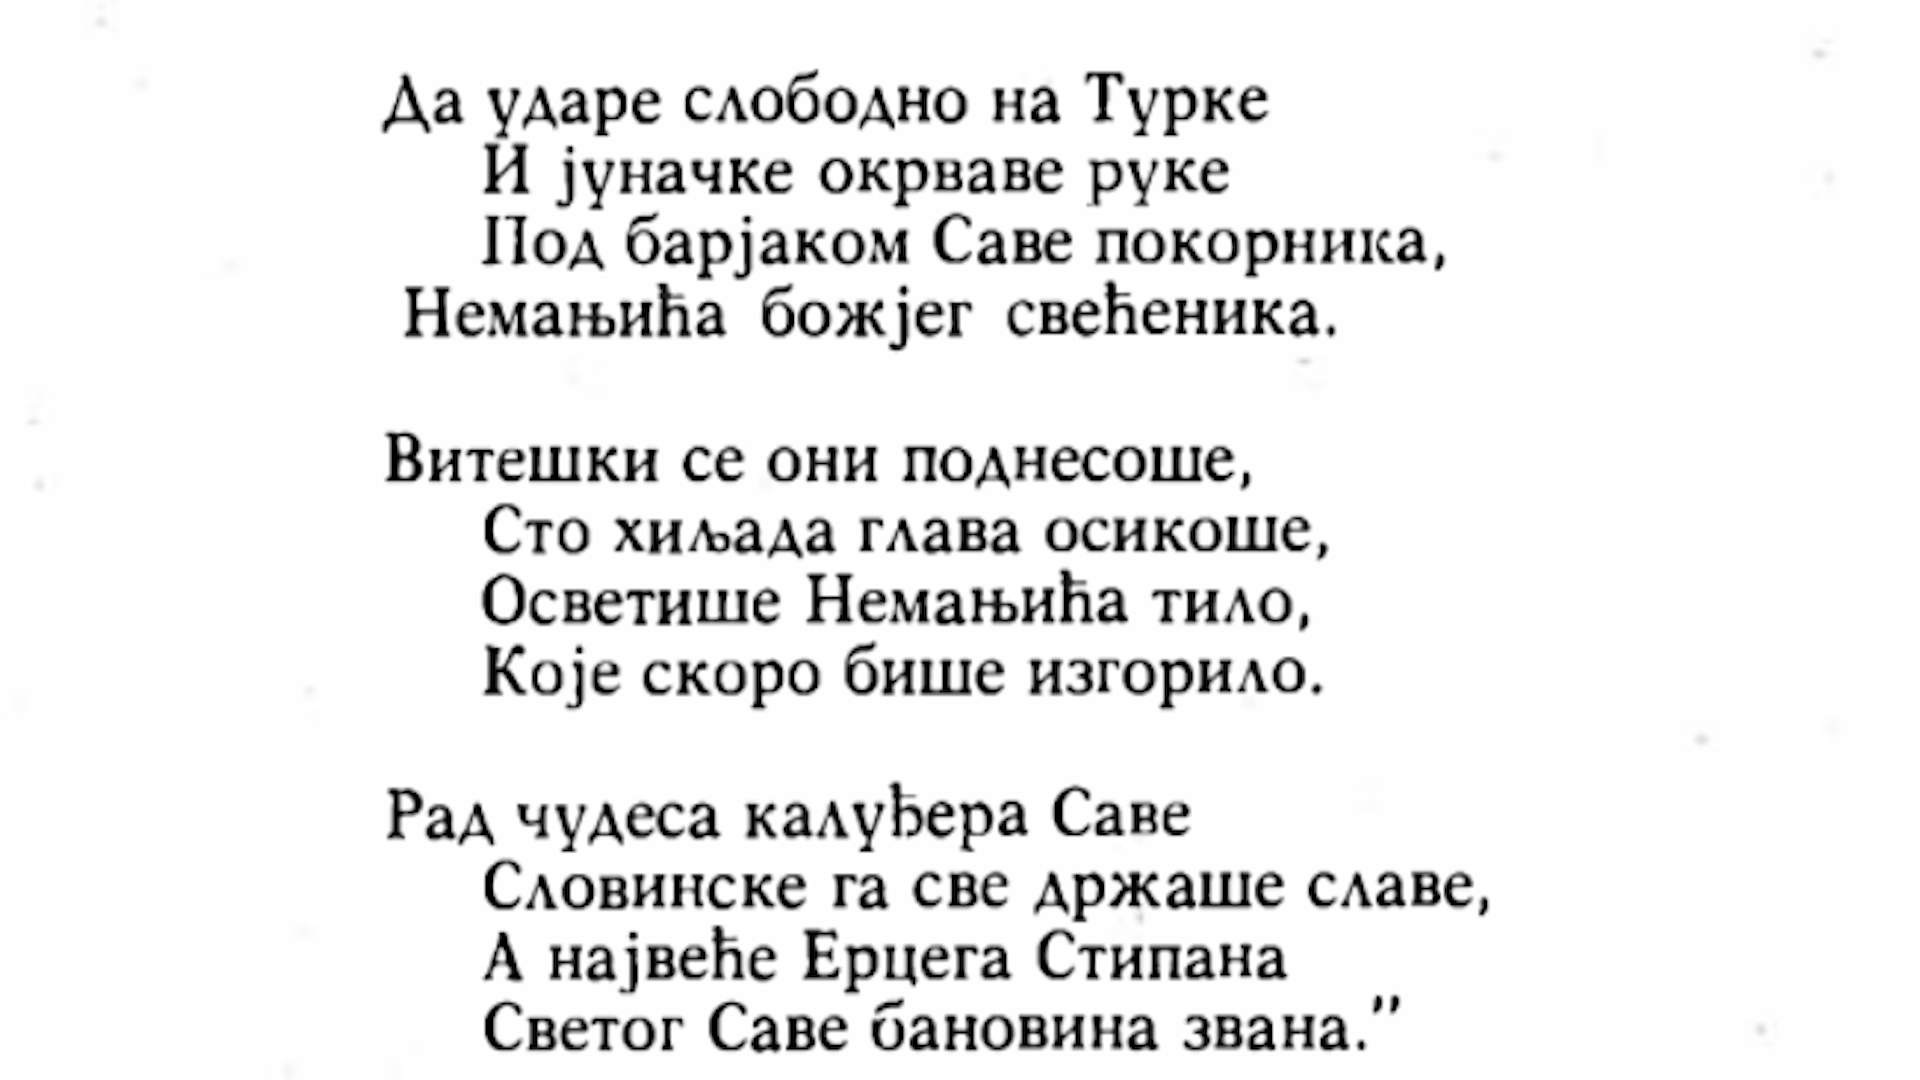 Да ударе слободно на Турке
И јуначке окрваве руке
Под барјаком Саве покорника,
Немањића божјег свећеника.
Витешки се они поднесоше,
Сто хиљада глава осикоше,
Осветише Немањића тило,
Које скоро бише изгорило.
Рад чудеса калуђера Саве
Словинске га све држаше славе,
А највеће Ерцега Стипана
Светог Саве бановина звана.”